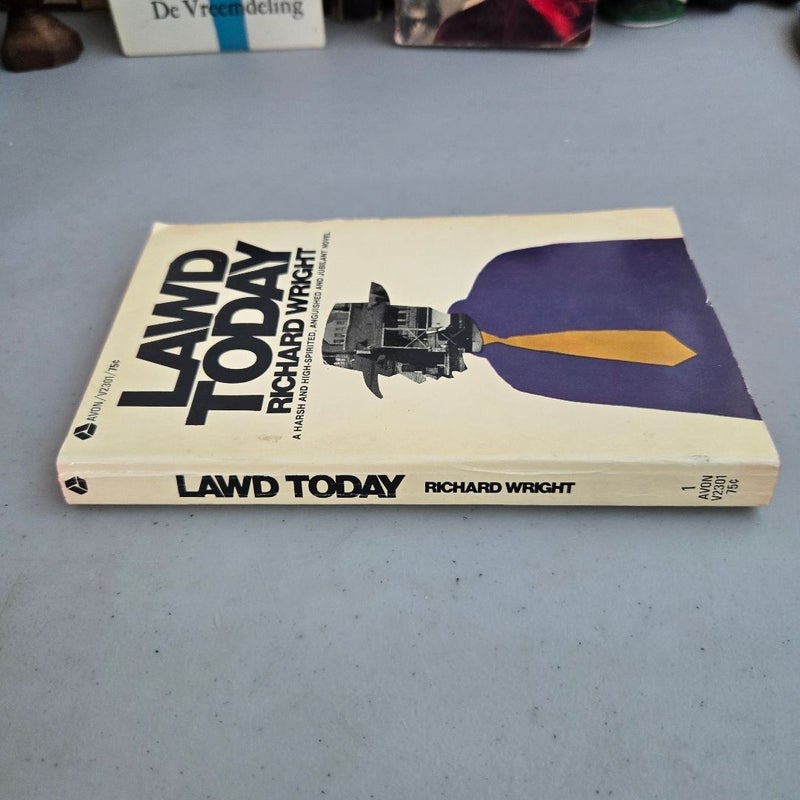 De Vreemdeling
AVON/V2301/75¢
LAWD
TODAY
RICHARD WRIGHT
A HARSH AND HIGH-SPIRITED, ANGUISHED AND JUBILANT NOVEL
LAWD TODAY RICHARD WRIGHT
1
AVON
V2301
75¢